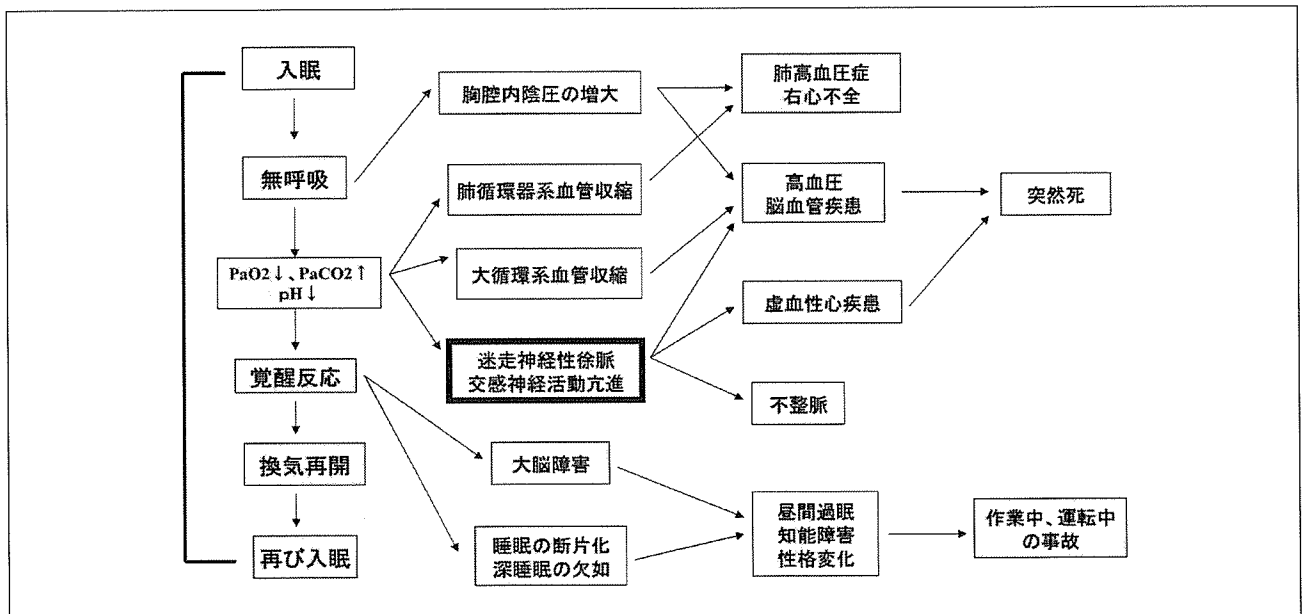 入眠
無呼吸
PaO2↓、PaCO2↑
pH↓
覚醒反応
換気再開
再び入眠
胸腔内陰圧の増大
肺循環器系血管収縮
大循環系血管収縮
迷走神経性徐脈
交感神経活動亢進
大脳障害
睡眠の断片化
深睡眠の欠如
肺高血圧症
右心不全
高血圧
脳血管疾患
虚血性心疾患
不整脈
昼間過眠
知能障害
性格変化
突然死
作業中、運転中
の事故